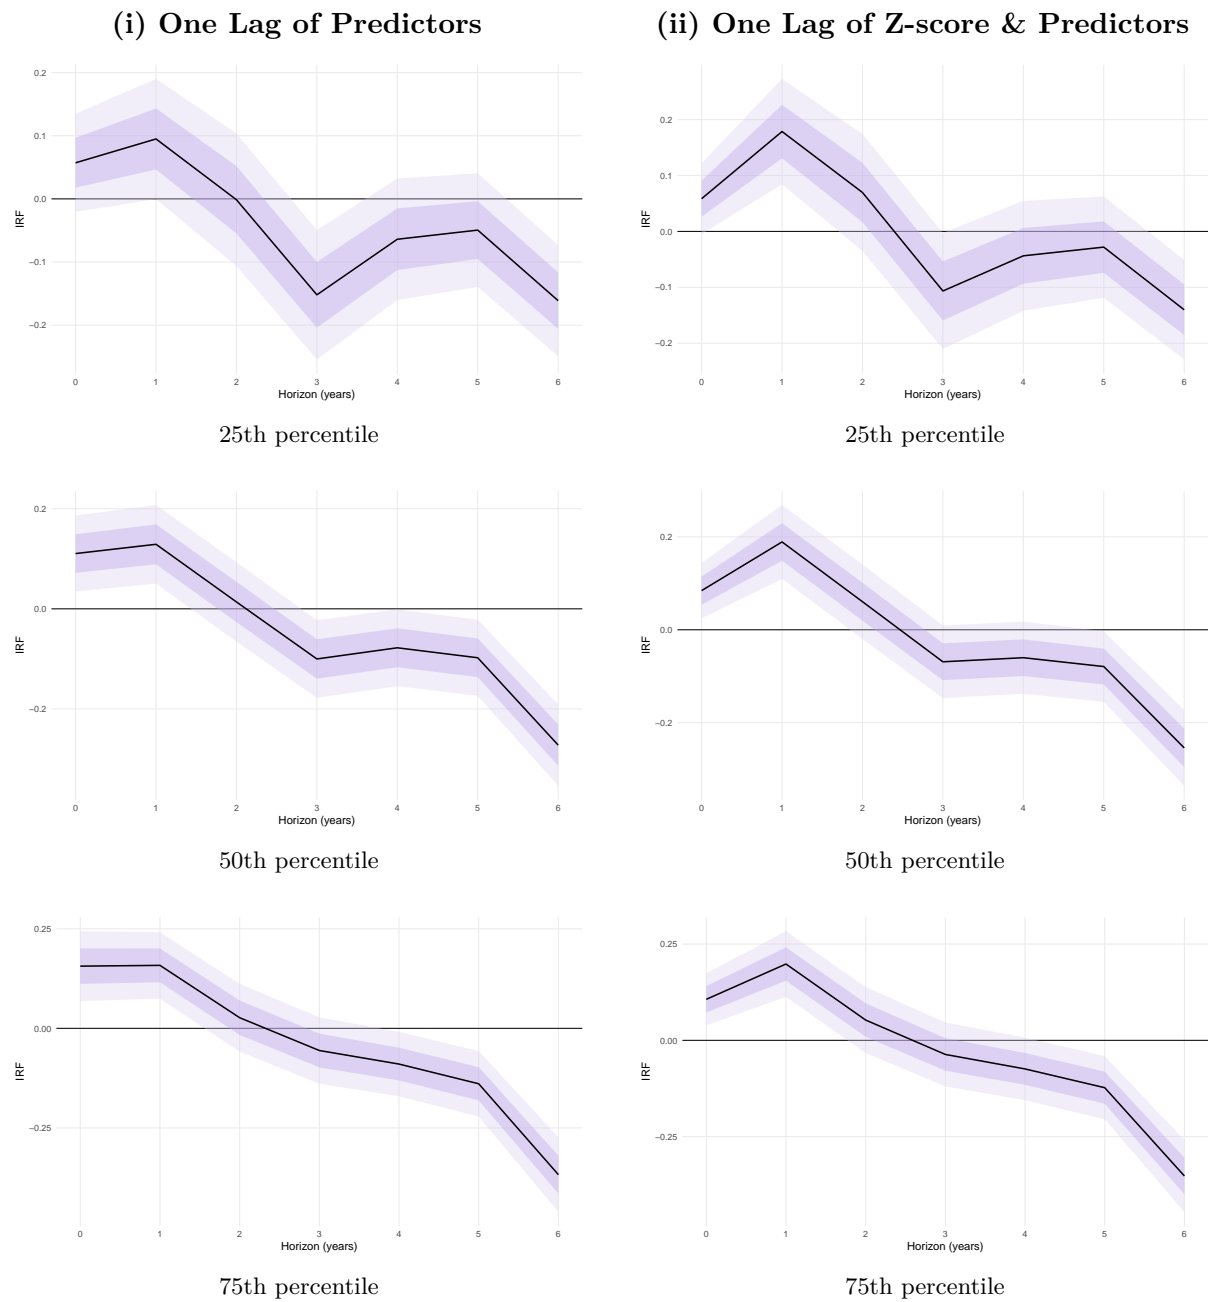 (i) One Lag of Predictors
0.2
0.1
0.0
−0.1
−0.2
IRF
0 1 2 3 4 5 6
Horizon (years)
25th percentile
(ii) One Lag of Z-score & Predictors
0.2
0.1
0.0
−0.1
−0.2
IRF
0 1 2 3 4 5 6
Horizon (years)
25th percentile
0.2
0.0
−0.2
IRF
0 1 2 3 4 5 6
Horizon (years)
50th percentile
0.2
0.0
−0.2
IRF
0 1 2 3 4 5 6
Horizon (years)
50th percentile
0.25
0.00
−0.25
IRF
0 1 2 3 4 5 6
Horizon (years)
75th percentile
0.25
0.00
−0.25
IRF
0 1 2 3 4 5 6
Horizon (years)
75th percentile